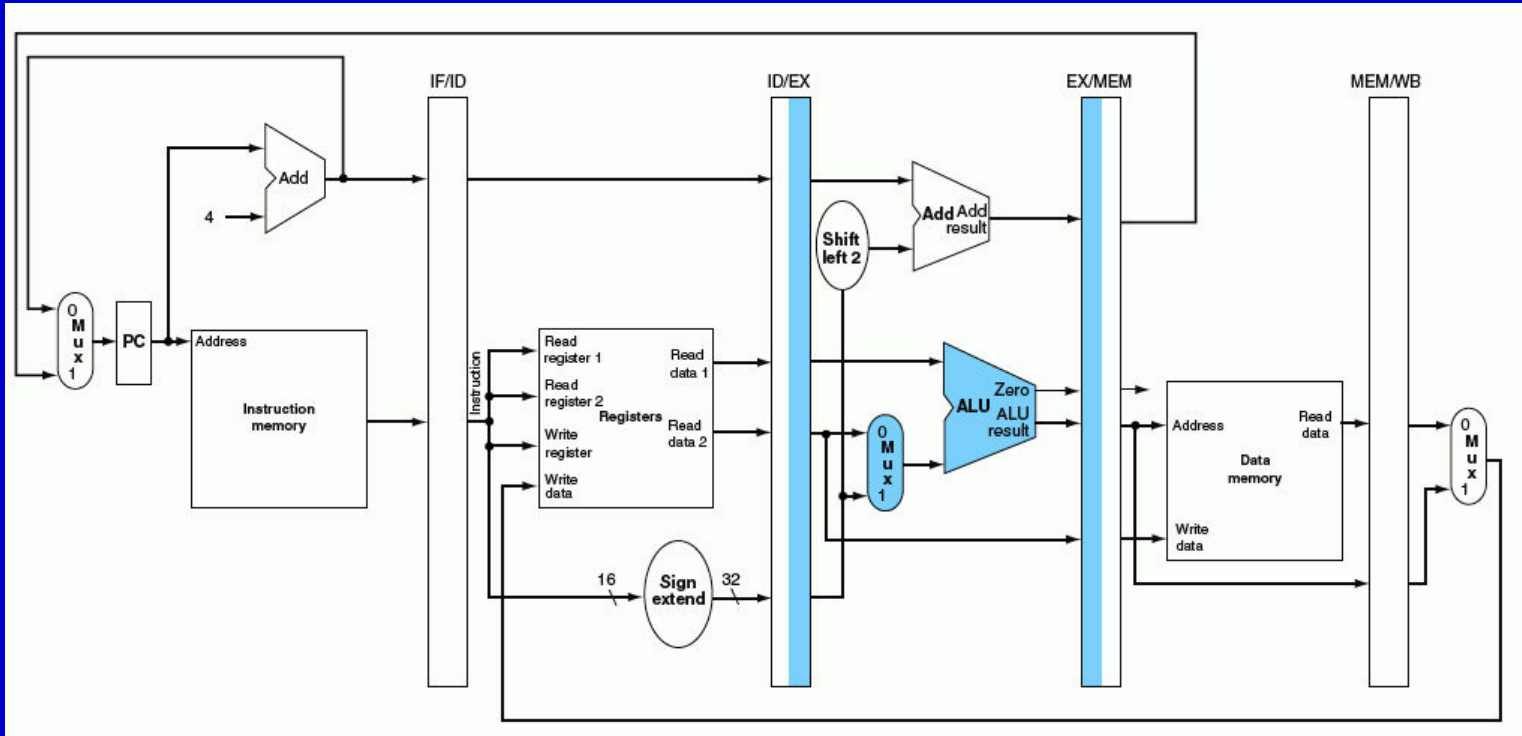 IF/ID
ID/EX
EX/MEM
MEM/WB
Add
4
Add Add
result
Shift
left 2
0
M
u
x
1
PC
Address
Instruction
memory
Instruction
Read
register 1
Read
register 2
Write
register
Write
data
Registers
Read
data 1
Read
data 2
16
Sign
extend
32
0
M
u
x
1
Zero
ALU
ALU
result
Address
Read
data
Data
memory
Write
data
0
M
u
x
1